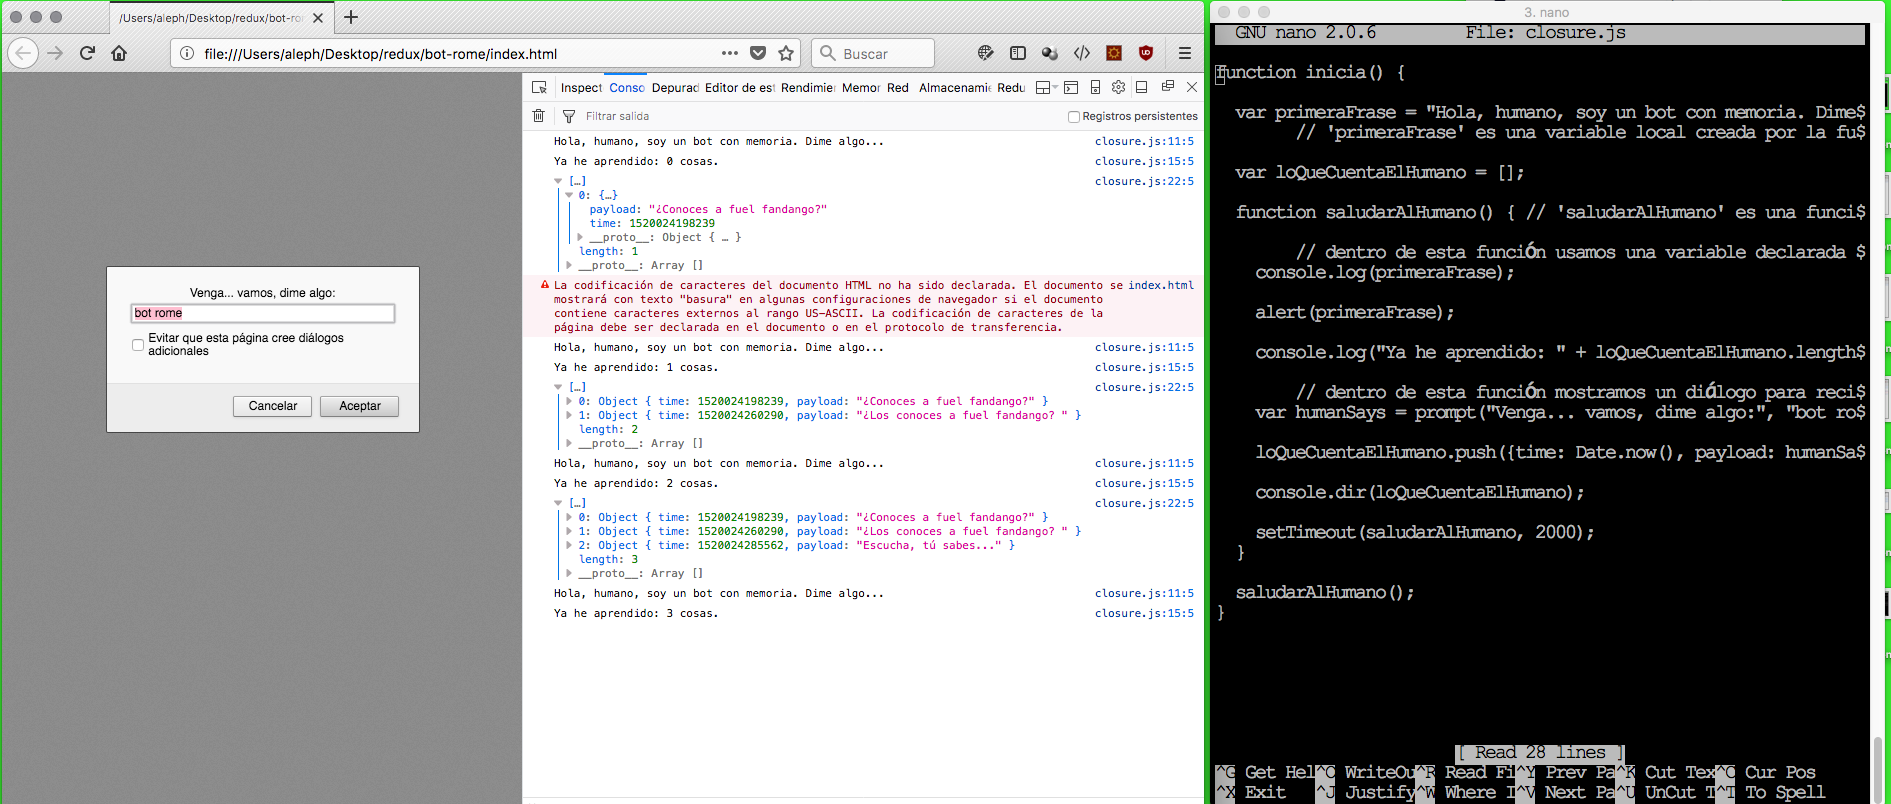 /Users/aleph/Desktop/redux/bot-rom
file:///Users/aleph/Desktop/redux/bot-rome/index.html
Buscar
Venga... vamos, dime algo:
bot rome
Evitar que esta página cree diálogos
adicionales
Cancelar Aceptar
Inspect Conso Depurad Editor de est Rendimier Memor Red Almacenamie Redu
Filtrar salida Registros persistentes
Hola, humano, soy un bot con memoria. Dime algo... closure.js:11:5
Ya he aprendido: 0 cosas. closure.js:15:5
[…] closure.js:22:5
0: {…}
payload: "¿Conoces a fuel fandango?"
time: 1520024198239
__proto__: Object { … }
length: 1
__proto__: Array []
La codificación de caracteres del documento HTML no ha sido declarada. El documento se index.html
mostrará con texto "basura" en algunas configuraciones de navegador si el documento
contiene caracteres externos al rango US-ASCII. La codificación de caracteres de la
página debe ser declarada en el documento o en el protocolo de transferencia.
Hola, humano, soy un bot con memoria. Dime algo... closure.js:11:5
Ya he aprendido: 1 cosas. closure.js:15:5
[…] closure.js:22:5
0: Object { time: 1520024198239, payload: "¿Conoces a fuel fandango?" }
1: Object { time: 1520024260290, payload: "¿Los conoces a fuel fandango? " }
length: 2
__proto__: Array []
Hola, humano, soy un bot con memoria. Dime algo... closure.js:11:5
Ya he aprendido: 2 cosas. closure.js:15:5
[…] closure.js:22:5
0: Object { time: 1520024198239, payload: "¿Conoces a fuel fandango?" }
1: Object { time: 1520024260290, payload: "¿Los conoces a fuel fandango? " }
2: Object { time: 1520024285562, payload: "Escucha, tú sabes..." }
length: 3
__proto__: Array []
Hola, humano, soy un bot con memoria. Dime algo... closure.js:11:5
Ya he aprendido: 3 cosas. closure.js:15:5
3. nano
GNU nano 2.0.6 File: closure.js
function inicia() {
var primeraFrase = "Hola, humano, soy un bot con memoria. Dime$
// 'primeraFrase' es una variable local creada por la fu$
var loQueCuentaElHumano = [];
function saludarAlHumano() { // 'saludarAlHumano' es una funci$
// dentro de esta función usamos una variable declarada $
console.log(primeraFrase);
alert(primeraFrase);
console.log("Ya he aprendido: " + loQueCuentaElHumano.length$
// dentro de esta función mostramos un diálogo para reci$
var humanSays = prompt("Venga... vamos, dime algo:", "bot ro$
loQueCuentaElHumano.push({time: Date.now(), payload: humanSa$
console.dir(loQueCuentaElHumano);
setTimeout(saludarAlHumano, 2000);
}
saludarAlHumano();
}
[ Read 28 lines ]
^G Get Hel^O WriteOu^R Read Fi^Y Prev Pa^K Cut Tex^C Cur Pos
^X Exit ^J Justify^W Where I^V Next Pa^U UnCut T^T To Spell